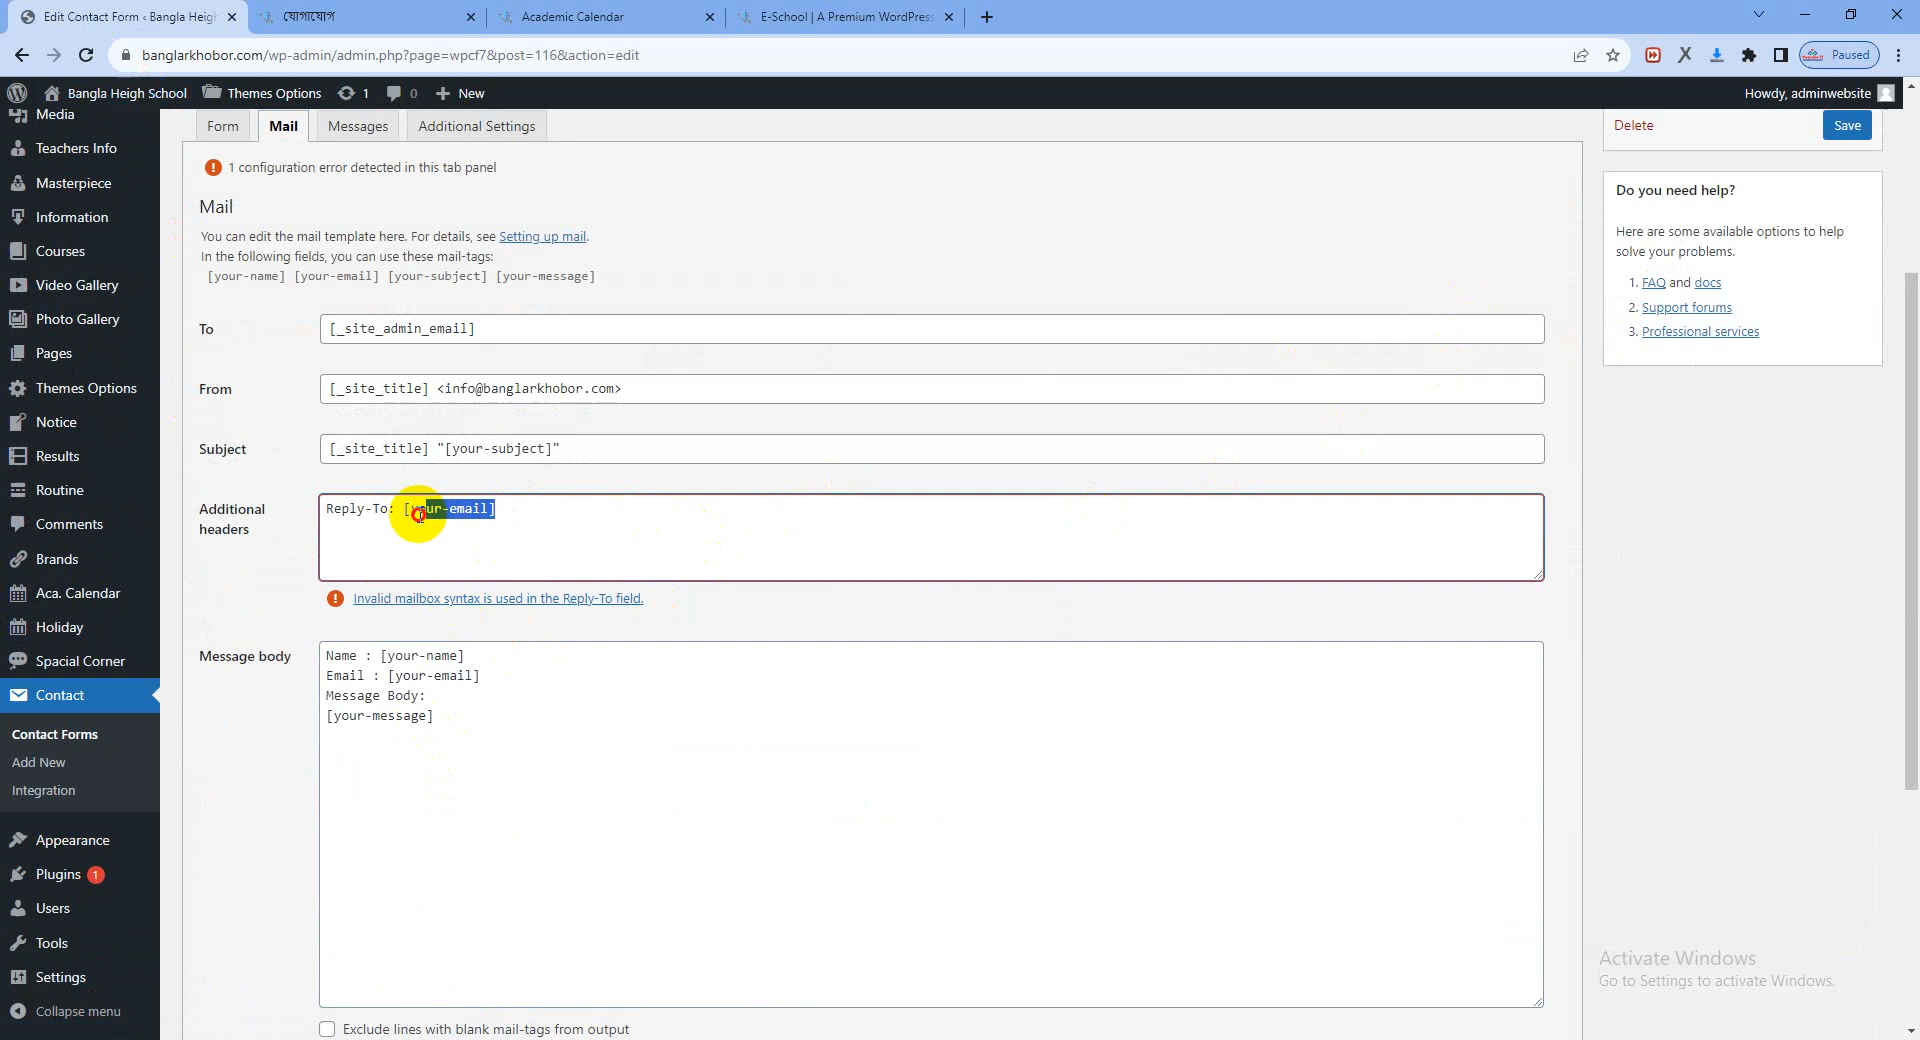 Edit Contact Form ‹ Bangla Heigh
যোগাযোগ
Academic Calendar
E-School | A Premium WordPress
banglarkhobor.com/wp-admin/admin.php?page=wpcf7&post=116&action=edit
Paused
Bangla Heigh School
Themes Options
1
0
New
Howdy, adminwebsite
Media
Teachers Info
Masterpiece
Information
Courses
Video Gallery
Photo Gallery
Pages
Themes Options
Notice
Results
Routine
Comments
Brands
Aca. Calendar
Holiday
Spacial Corner
Contact
Contact Forms
Add New
Integration
Appearance
Plugins 1
Users
Tools
Settings
Collapse menu
Form
Mail
Messages
Additional Settings
1 configuration error detected in this tab panel
Mail
You can edit the mail template here. For details, see Setting up mail.
In the following fields, you can use these mail-tags:
[your-name] [your-email] [your-subject] [your-message]
To
[_site_admin_email]
From
[_site_title] <info@banglarkhobor.com>
Subject
[_site_title] "[your-subject]"
Additional headers
Reply-To: [your-email]
Invalid mailbox syntax is used in the Reply-To field.
Message body
Name : [your-name]
Email : [your-email]
Message Body:
[your-message]
Exclude lines with blank mail-tags from output
Delete
Save
Do you need help?
Here are some available options to help
solve your problems.
1. FAQ and docs
2. Support forums
3. Professional services
Activate Windows
Go to Settings to activate Windows.